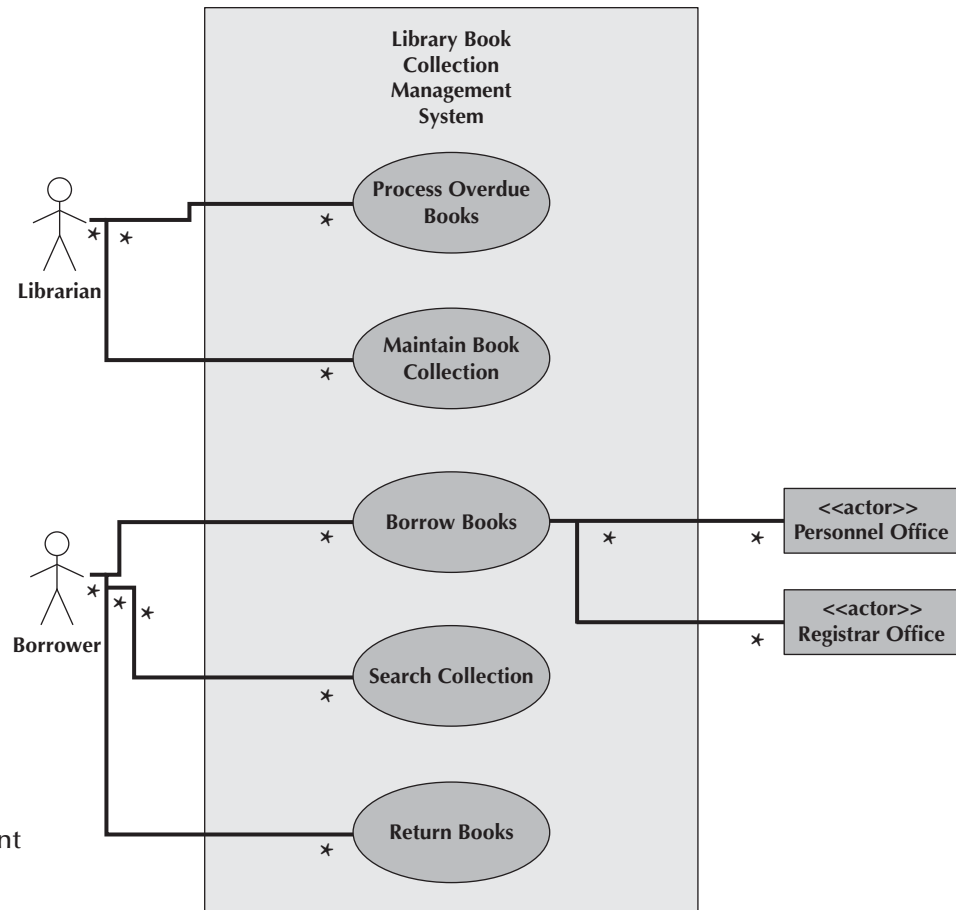 Library Book
Collection
Management
System
Process Overdue
Books
*
*
*
Librarian
Maintain Book
Collection
*
Borrow Books
*
*
*
<<actor>>
Personnel Office
*
*
*
Borrower
<<actor>>
Registrar Office
*
Search Collection
*
Return Books
*
nt